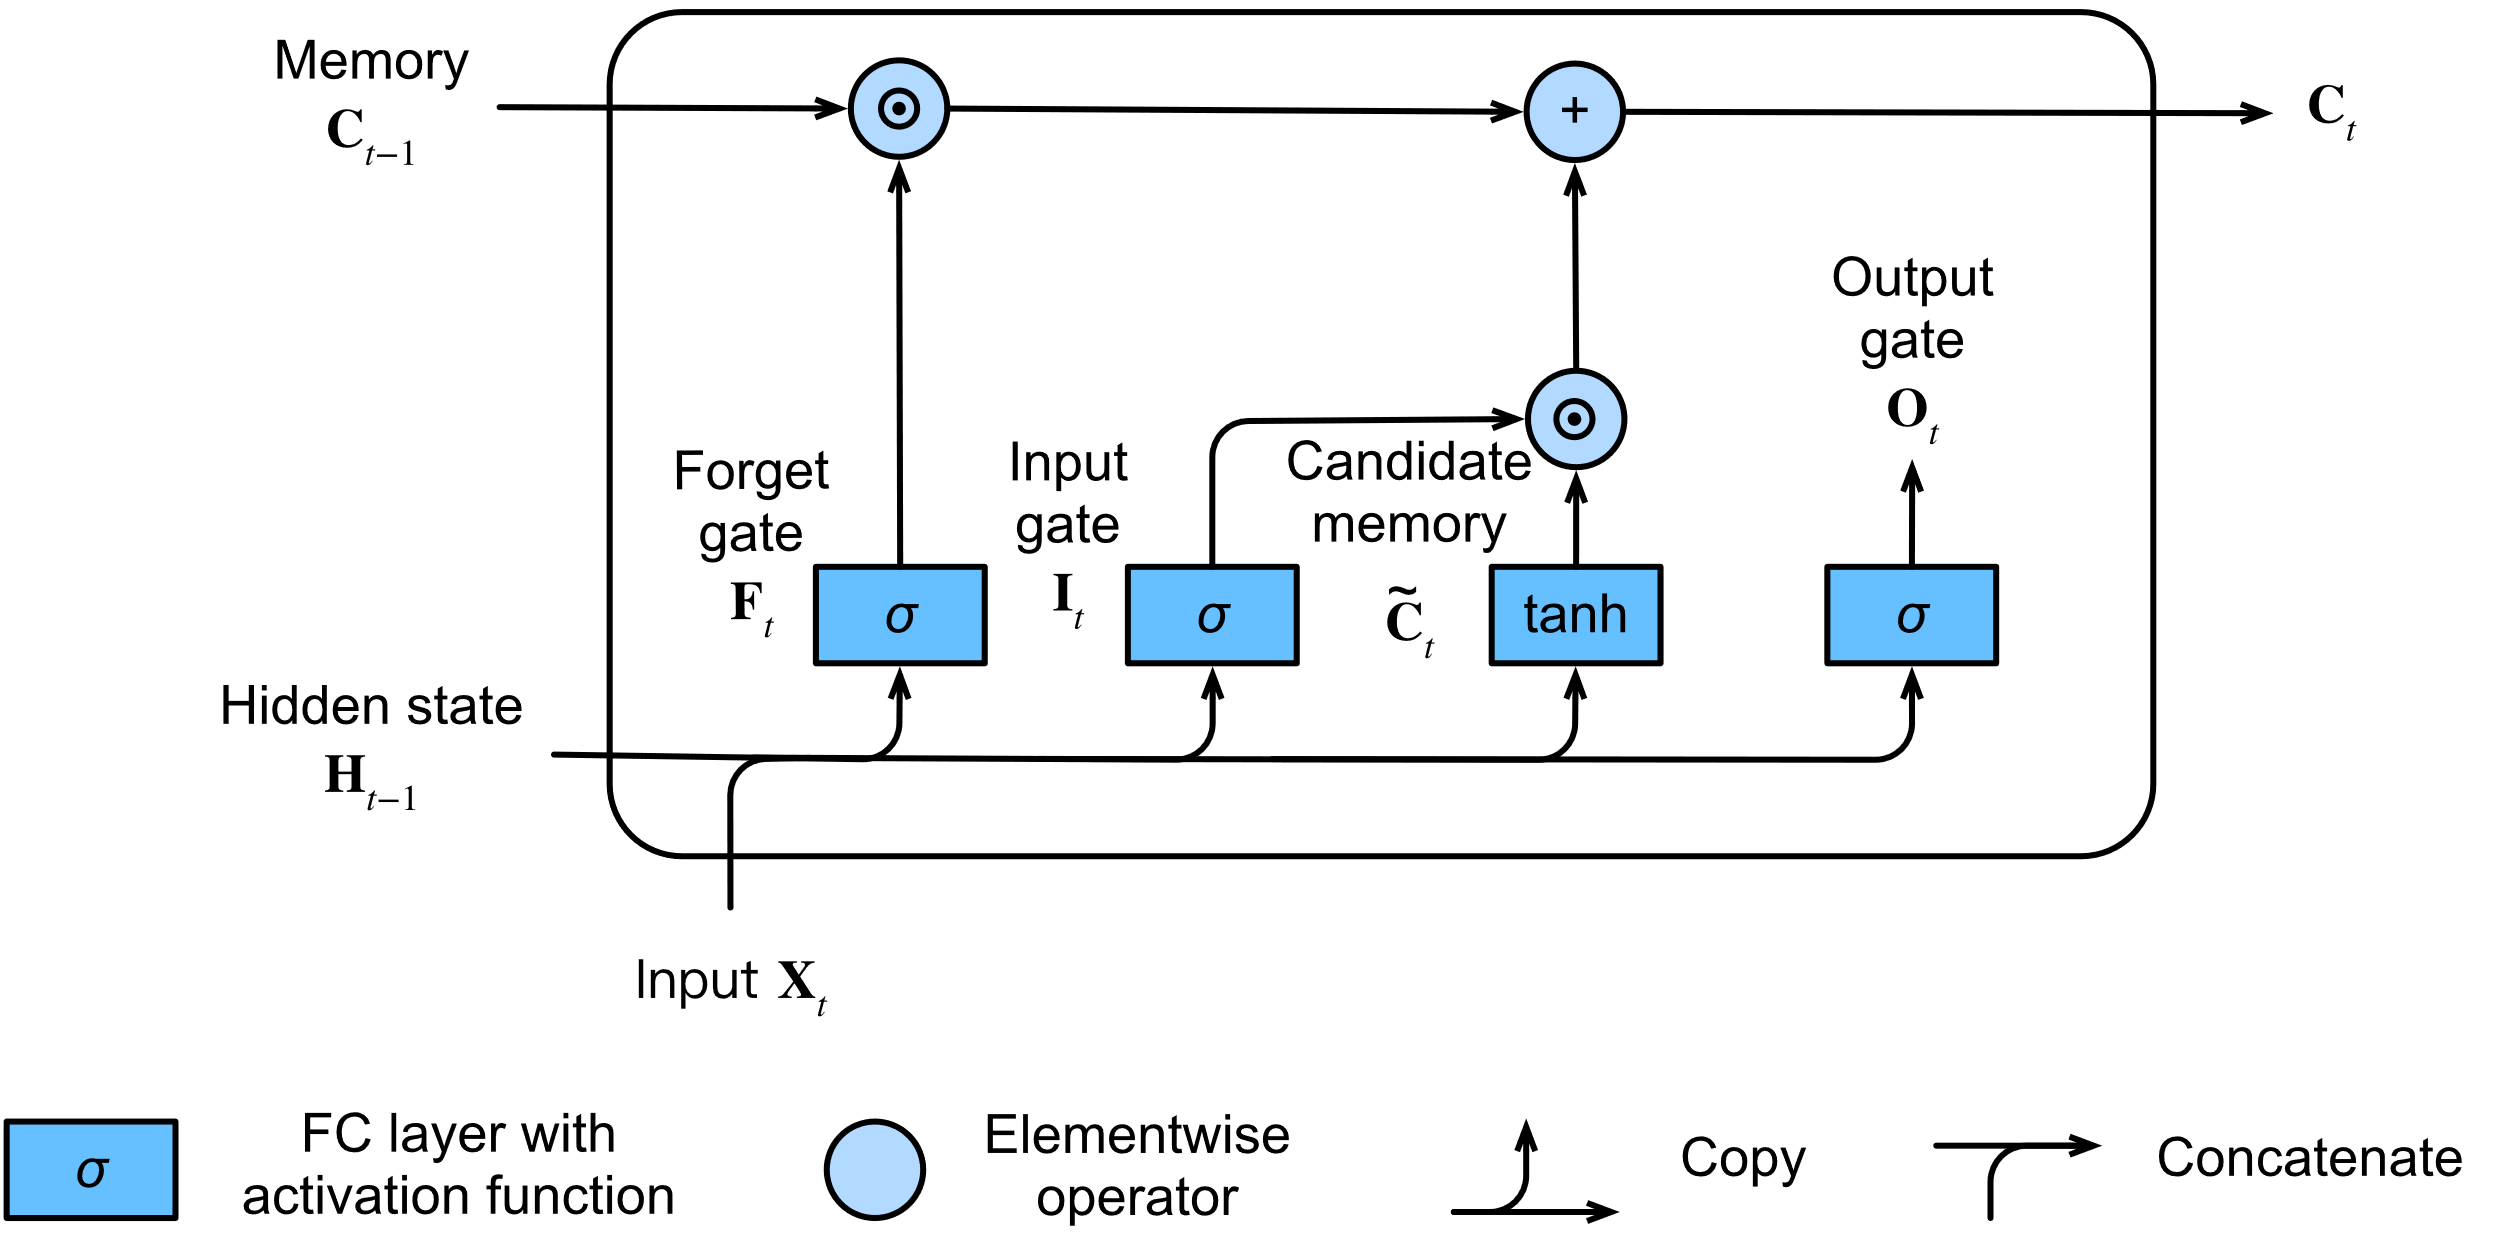 Memory
C_{t−1}
+
C_t
Output
gate
O_t
Forget
gate
F_t
σ
Input
gate
I_t
σ
Candidate
memory
C̃_t
tanh
σ
Hidden state
H_{t−1}
Input X_t
σ
FC layer with
activation function
Elementwise
operator
Copy
Concatenate